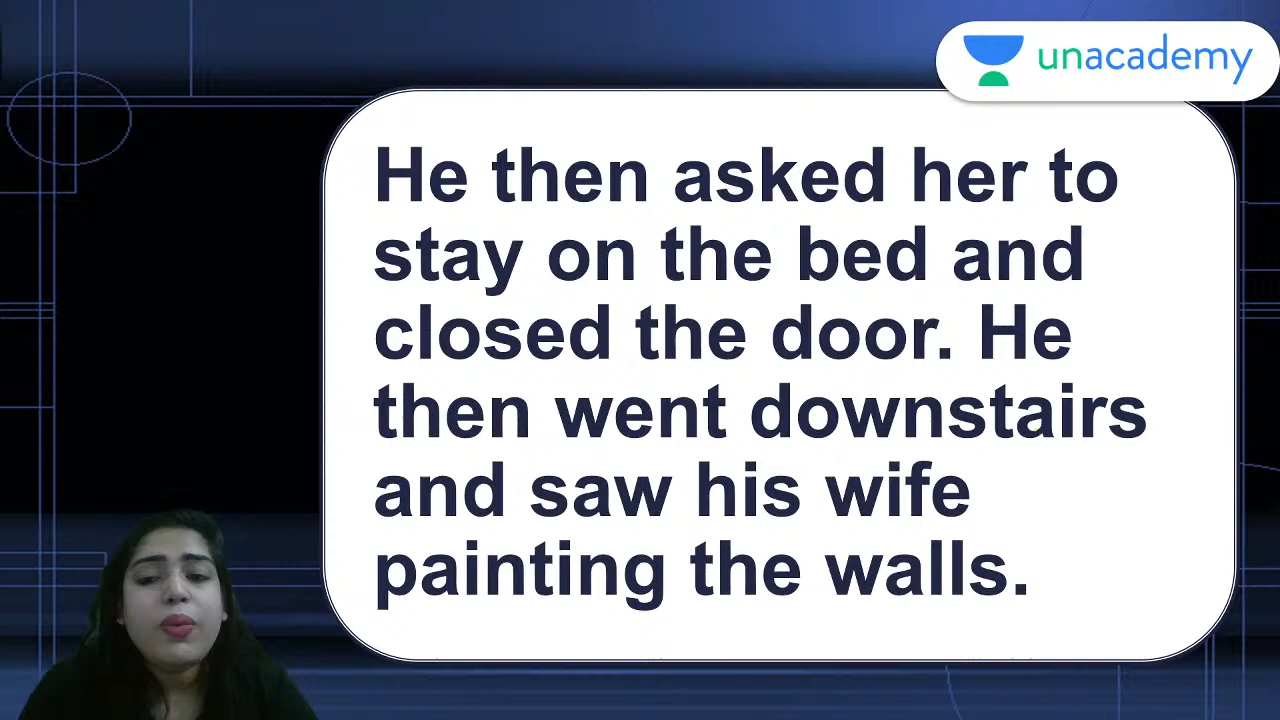 unacademy
He then asked her to
stay on the bed and
closed the door. He
then went downstairs
and saw his wife
painting the walls.